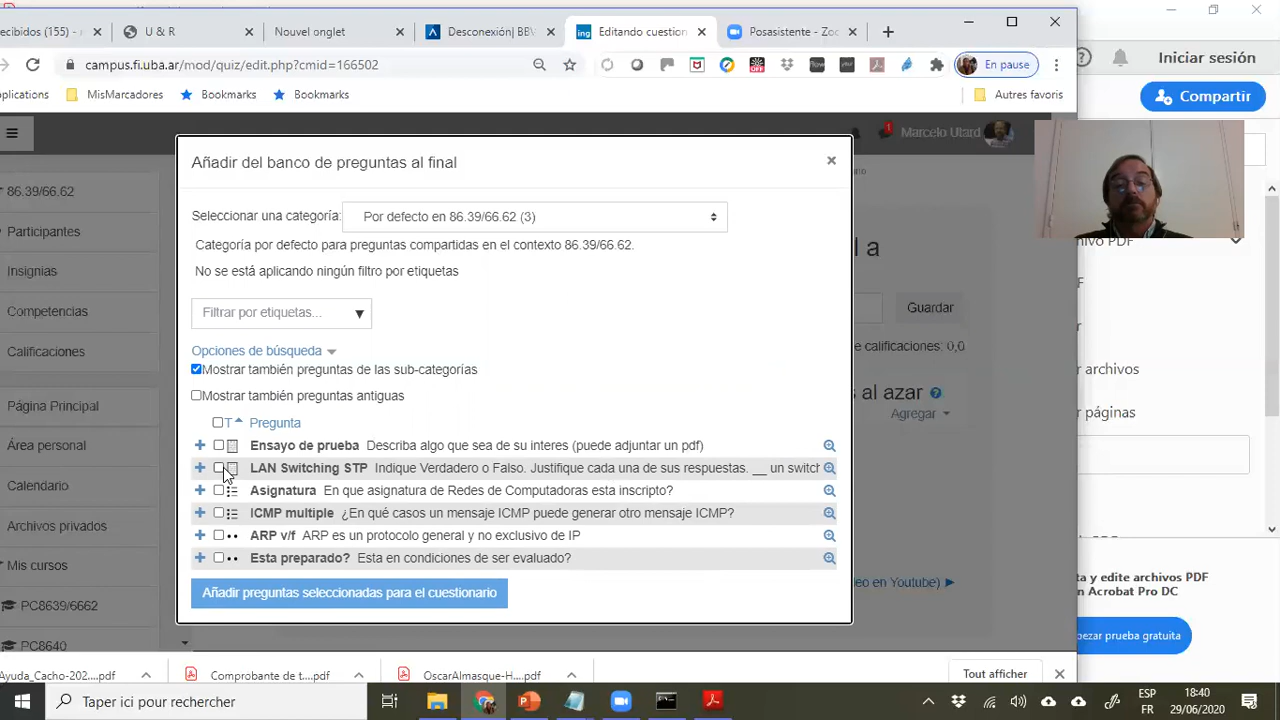 ecibidos (155) - e
U & R
Nouvel onglet
Desconexión| BBV
Editando cuestion
Posasistente - Zoo
campus.fi.uba.ar/mod/quiz/edit.php?cmid=166502
En pause
plications
MisMarcadores
Bookmarks
Bookmarks
Autres favoris
Iniciar sesión
Compartir
Marcelo Utard
86.39/66.62
Participantes
Insignias
Competencias
Calificaciones
Página Principal
Área personal
Calendario
Archivos privados
Mis cursos
PC8639/6662
PC8640
Añadir del banco de preguntas al final
Seleccionar una categoría:
Por defecto en 86.39/66.62 (3)
Categoría por defecto para preguntas compartidas en el contexto 86.39/66.62.
No se está aplicando ningún filtro por etiquetas
Filtrar por etiquetas...
Opciones de búsqueda
Mostrar también preguntas de las sub-categorías
Mostrar también preguntas antiguas
T Pregunta
Ensayo de prueba Describa algo que sea de su interes (puede adjuntar un pdf)
LAN Switching STP Indique Verdadero o Falso. Justifique cada una de sus respuestas. __ un switch
Asignatura En que asignatura de Redes de Computadoras esta inscripto?
ICMP multiple ¿En qué casos un mensaje ICMP puede generar otro mensaje ICMP?
ARP v/f ARP es un protocolo general y no exclusivo de IP
Esta preparado? Esta en condiciones de ser evaluado?
Añadir preguntas seleccionadas para el cuestionario
l a
Guardar
e calificaciones: 0,0
s al azar
Agregar
eo en Youtube)
chivo PDF
F
r
r archivos
r páginas
ta y edite archivos PDF
n Acrobat Pro DC
pezar prueba gratuita
Ayuda_Cacho-202....pdf
Comprobante de t....pdf
OscarAlmasque-H....pdf
Tout afficher
Taper ici pour rechercher
ESP
FR
18:40
29/06/2020